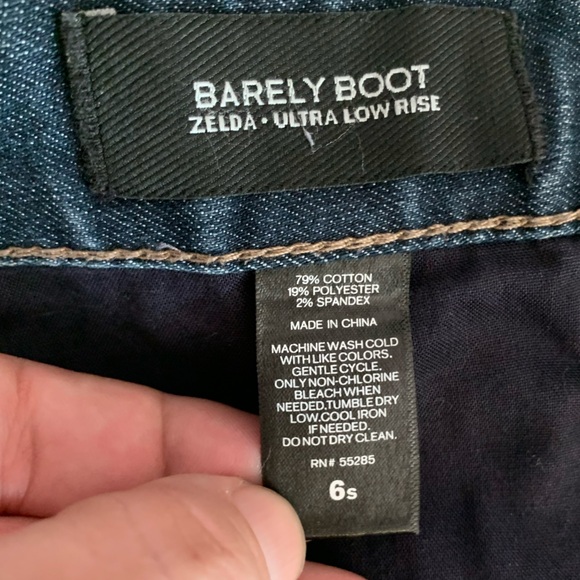 BARELY BOOT
ZELDA • ULTRA LOW RISE
79% COTTON
19% POLYESTER
2% SPANDEX
MADE IN CHINA
MACHINE WASH COLD
WITH LIKE COLORS.
GENTLE CYCLE.
ONLY NON-CHLORINE
BLEACH WHEN
NEEDED.TUMBLE DRY
LOW.COOL IRON
IF NEEDED.
DO NOT DRY CLEAN.
RN# 55285
6s